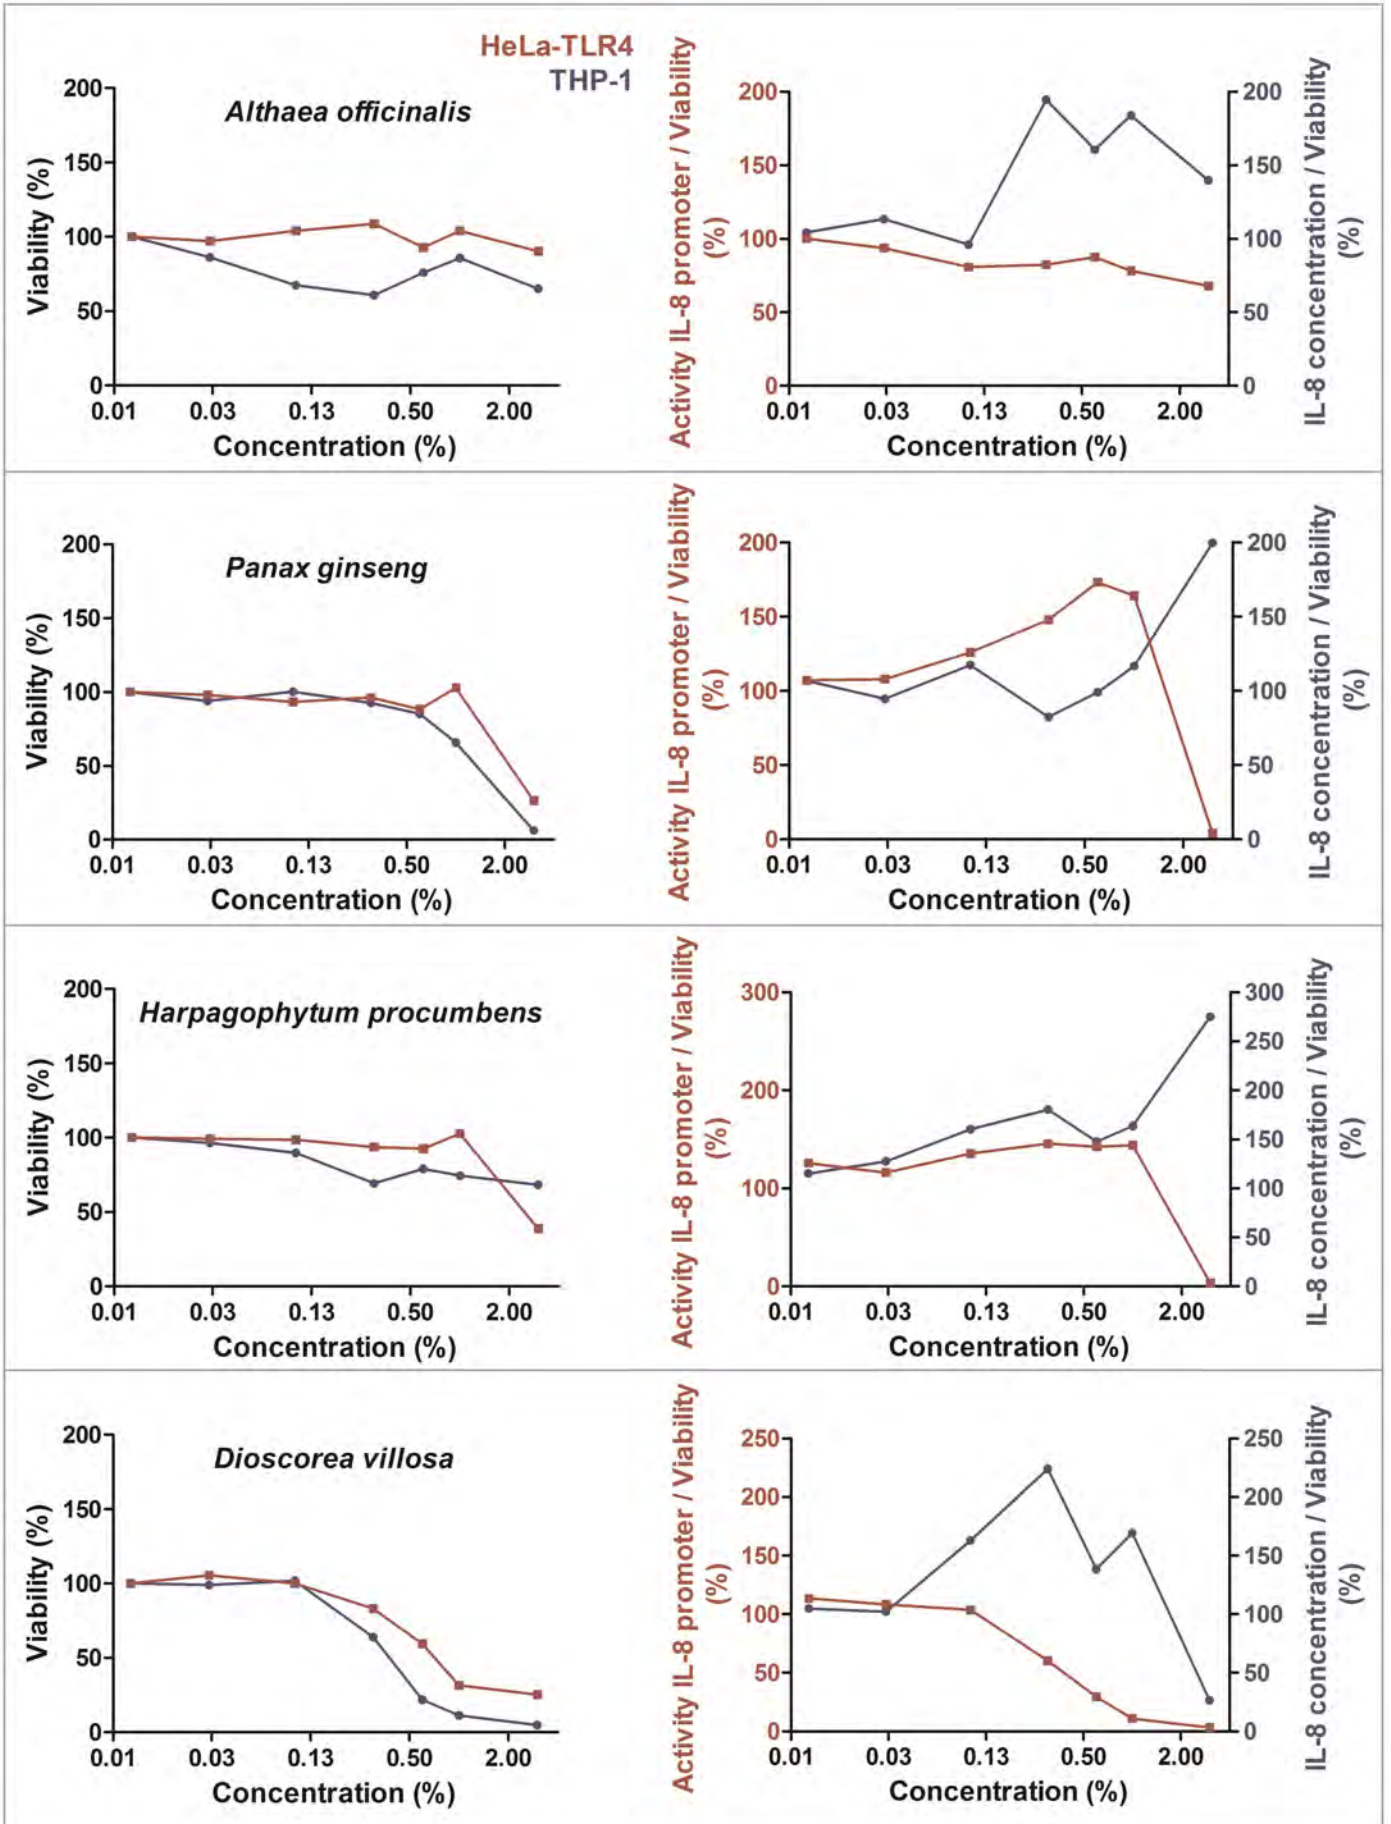 HeLa-TLR4
THP-1
Althaea officinalis
Viability (%)
200
150
100
50
0
0.01 0.03 0.13 0.50 2.00
Concentration (%)
Activity IL-8 promoter / Viability
(%)
200
150
100
50
0
0.01 0.03 0.13 0.50 2.00
Concentration (%)
200
150
100
50
0
IL-8 concentration / Viability
(%)
Panax ginseng
Viability (%)
200
150
100
50
0
0.01 0.03 0.13 0.50 2.00
Concentration (%)
Activity IL-8 promoter / Viability
(%)
200
150
100
50
0
0.01 0.03 0.13 0.50 2.00
Concentration (%)
200
150
100
50
0
IL-8 concentration / Viability
(%)
Harpagophytum procumbens
Viability (%)
200
150
100
50
0
0.01 0.03 0.13 0.50 2.00
Concentration (%)
Activity IL-8 promoter / Viability
(%)
300
200
100
0
0.01 0.03 0.13 0.50 2.00
Concentration (%)
300
250
200
150
100
50
0
IL-8 concentration / Viability
(%)
Dioscorea villosa
Viability (%)
200
150
100
50
0
0.01 0.03 0.13 0.50 2.00
Concentration (%)
Activity IL-8 promoter / Viability
(%)
250
200
150
100
50
0
0.01 0.03 0.13 0.50 2.00
Concentration (%)
250
200
150
100
50
0
IL-8 concentration / Viability
(%)